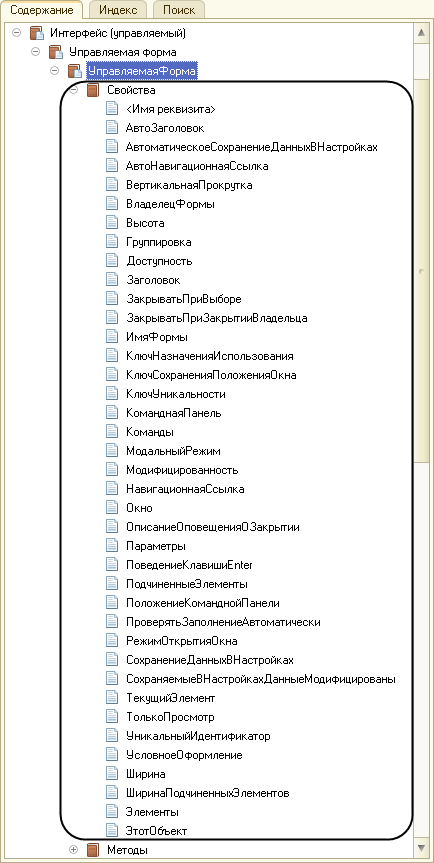 Содержание Индекс Поиск
Интерфейс (управляемый)
Управляемая форма
УправляемаяФорма
Свойства
<Имя реквизита>
АвтоЗаголовок
АвтоматическоеСохранениеДанныхВНастройках
АвтоНавигационнаяСсылка
ВертикальнаяПрокрутка
ВладелецФормы
Высота
Группировка
Доступность
Заголовок
ЗакрыватьПриВыборе
ЗакрыватьПриЗакрытииВладельца
ИмяФормы
КлючНазначенияИспользования
КлючСохраненияПоложенияОкна
КлючУникальности
КоманднаяПанель
Команды
МодальныйРежим
Модифицированность
НавигационнаяСсылка
Окно
ОписаниеОповещенияОЗакрытии
Параметры
ПоведениеКлавишиEnter
ПодчиненныеЭлементы
ПоложениеКоманднойПанели
ПроверятьЗаполнениеАвтоматически
РежимОткрытияОкна
СохранениеДанныхВНастройках
СохраняемыеВНастройкахДанныеМодифицированы
ТекущийЭлемент
ТолькоПросмотр
УникальныйИдентификатор
УсловноеОформление
Ширина
ШиринаПодчиненныхЭлементов
Элементы
ЭтотОбъект
Методы